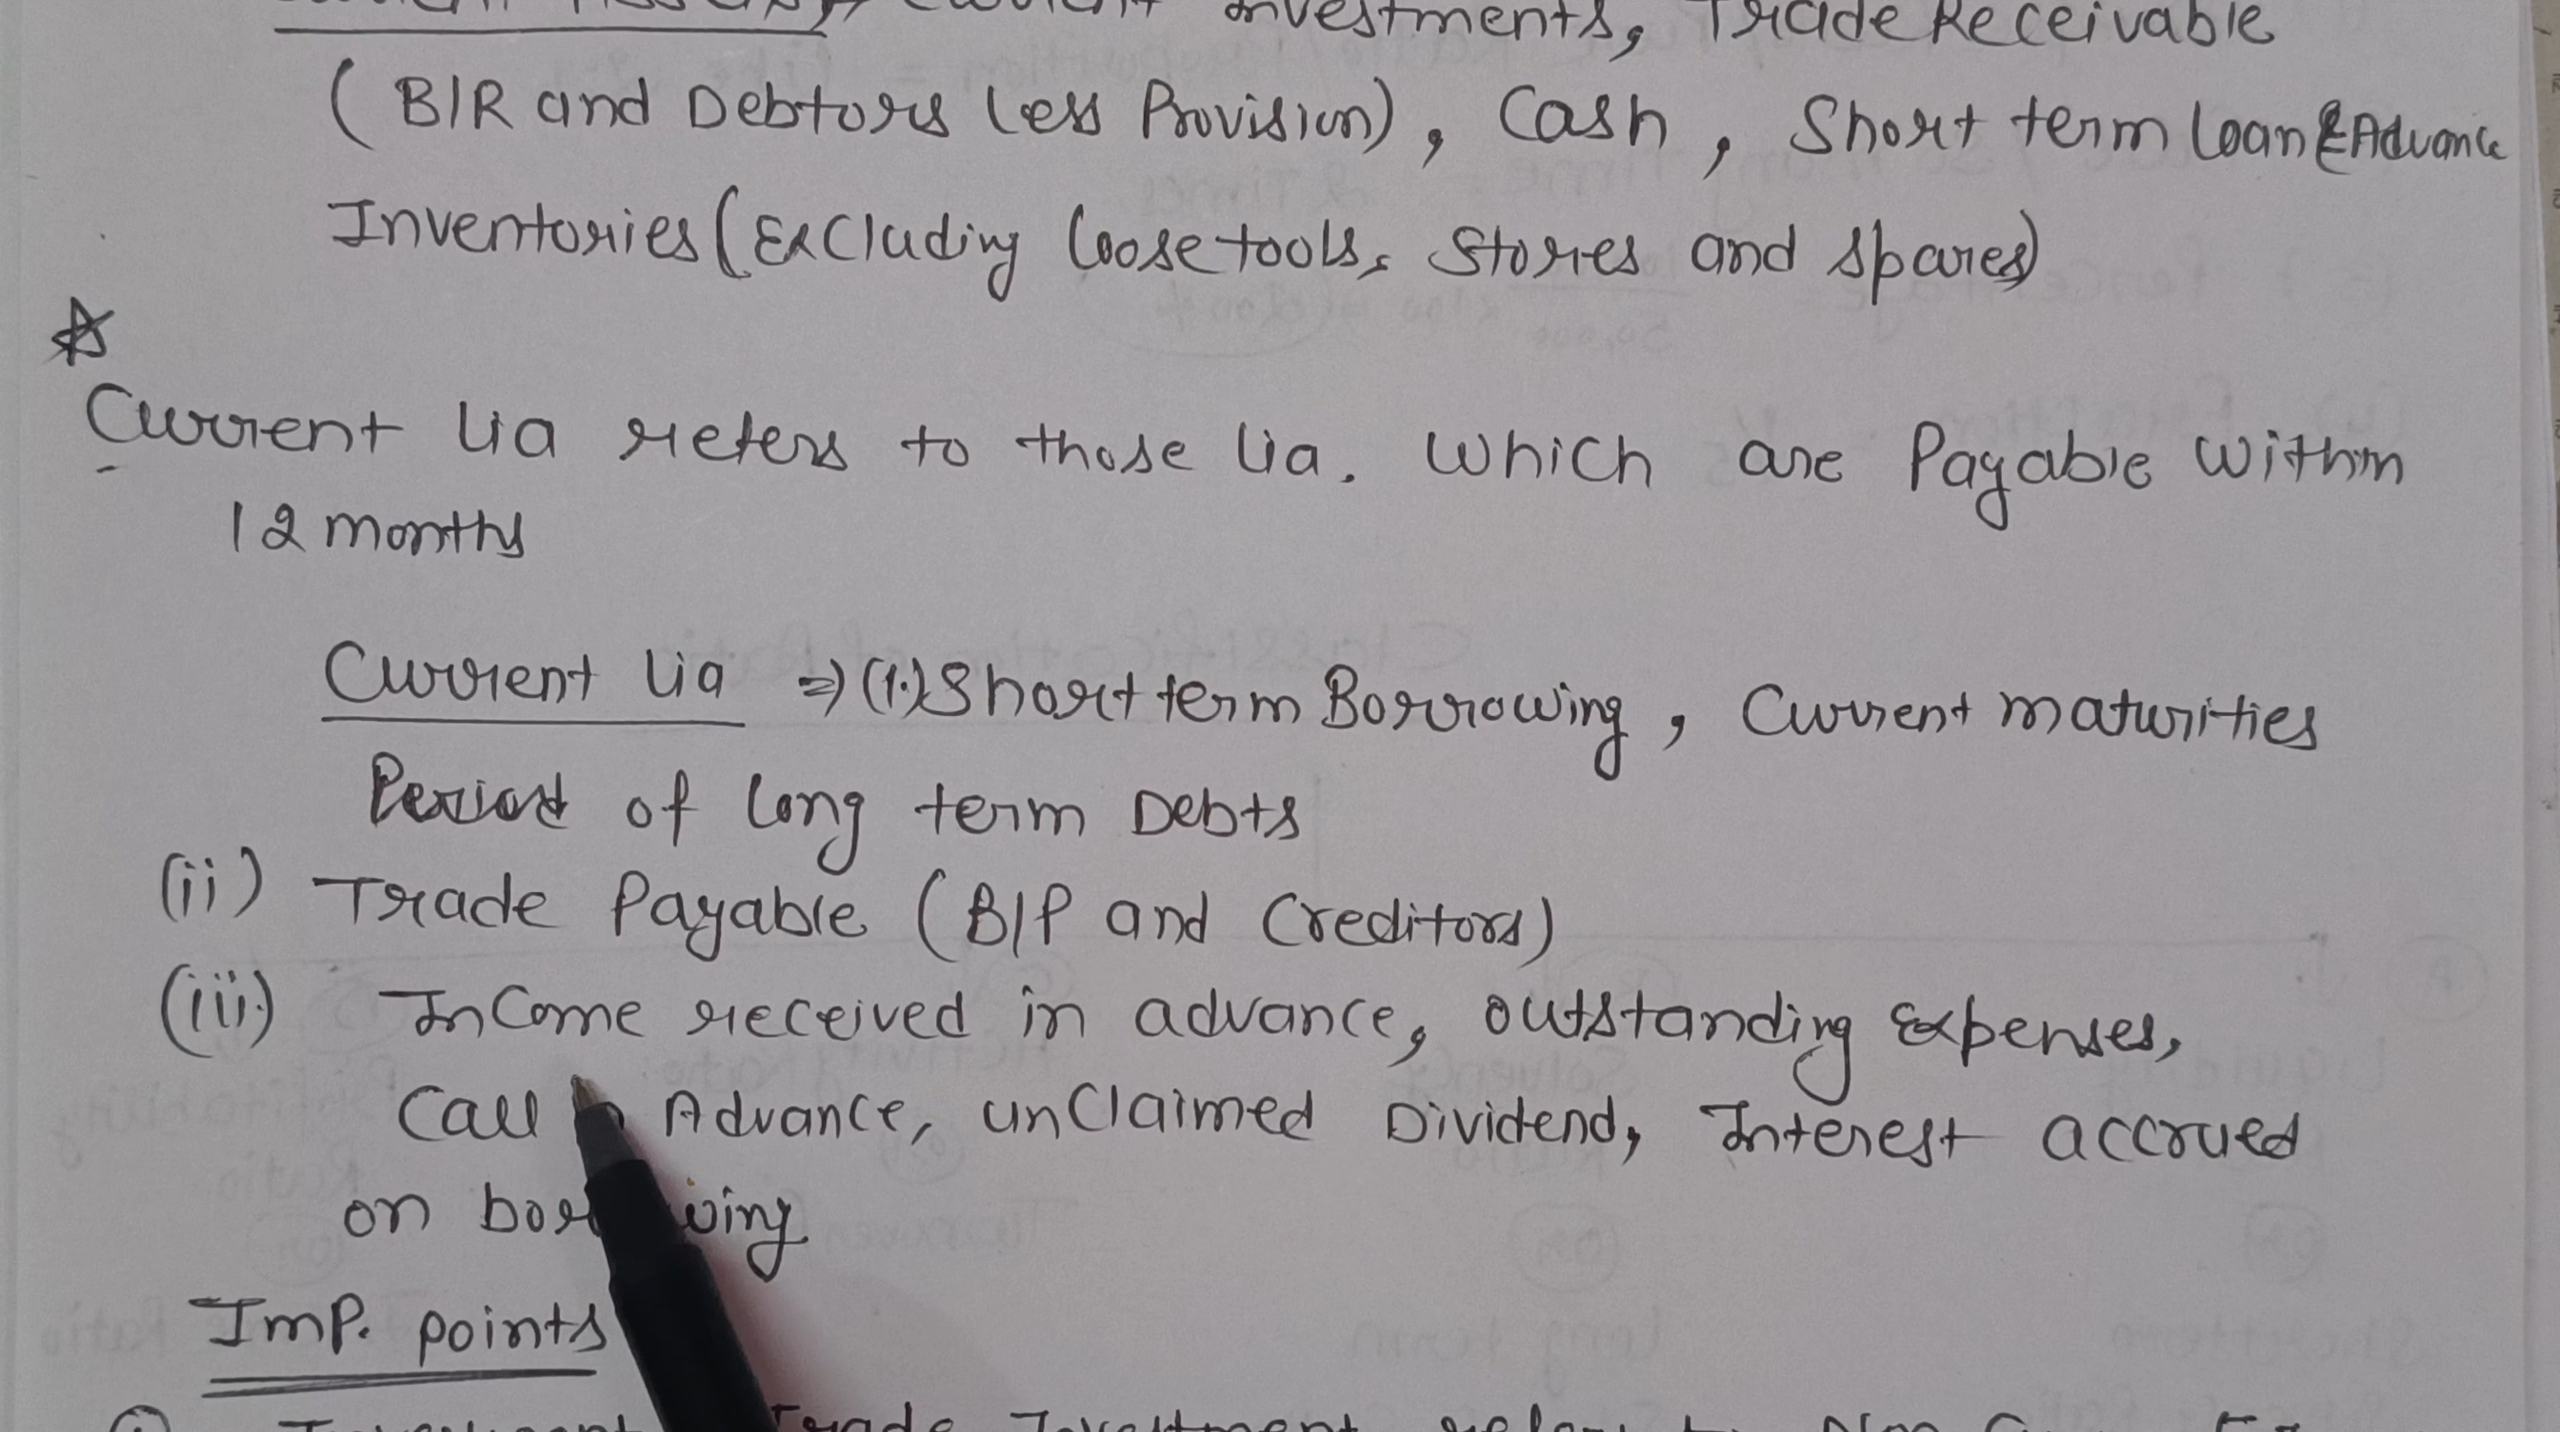 Investments, Trade Receivable
( B/R and Debtors less Provision), Cash, Short term loan & Advance
Inventories (Excluding loose tools, Stores and spares)
Current lia refers to those lia. which are Payable within
12 months
Current lia ⇒ (1.) Short term Borrowing, Current maturities
Period of long term Debts
(ii) Trade Payable (B/P and Creditors)
(iii) Income received in advance, outstanding Expenses,
Call Advance, unclaimed Dividend, Interest accrued
on
Imp. points
Trade Investment